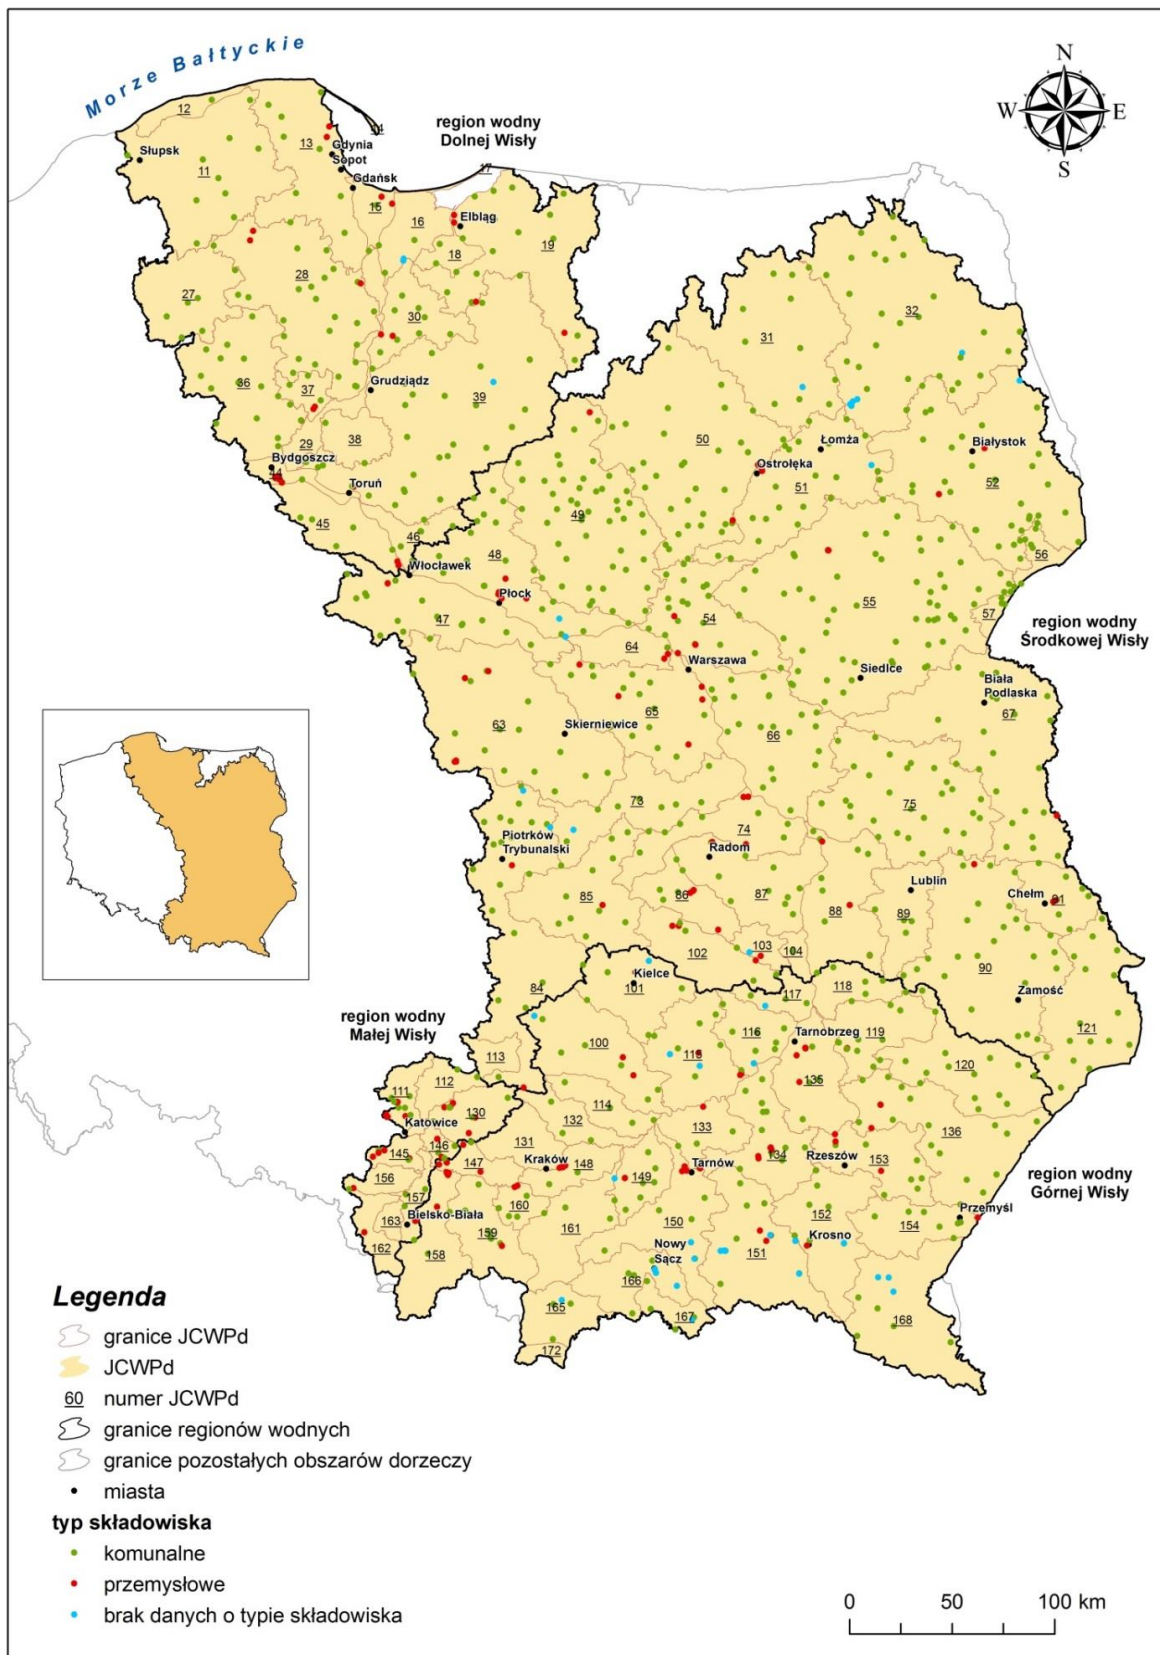 Morze Bałtyckie
N
W
E
S
region wodny
Dolnej Wisły
12
13
14
17
Słupsk
11
Gdynia
Sopot
Gdańsk
15
16
Elbląg
19
18
28
27
30
32
31
36
37
Grudziądz
39
38
29
Bydgoszcz
44
Toruń
45
46
Włocławek
50
Łomża
Białystok
Ostrołęka
51
52
49
48
56
Płock
47
55
57
54
region wodny
Środkowej Wisły
64
Warszawa
Siedlce
Biała
Podlaska
67
65
63
Skierniewice
66
73
75
74
Piotrków
Trybunalski
Radom
Lublin
Chełm
91
85
86
87
88
89
102
103
104
90
Kielce
101
84
117
118
Zamość
region wodny
Małej Wisły
113
100
115
116
Tarnobrzeg
119
121
120
112
111
135
130
114
132
133
136
Katowice
131
146
145
147
Kraków
148
149
Tarnów
134
Rzeszów
153
156
region wodny
Górnej Wisły
157
160
Przemyśl
163
Bielsko-Biała
159
161
150
152
154
Krosno
162
158
Nowy
Sącz
151
166
165
167
168
172
Legenda
granice JCWPd
JCWPd
60 numer JCWPd
granice regionów wodnych
granice pozostałych obszarów dorzeczy
miasta
typ składowiska
komunalne
przemysłowe
brak danych o typie składowiska
0 50 100 km